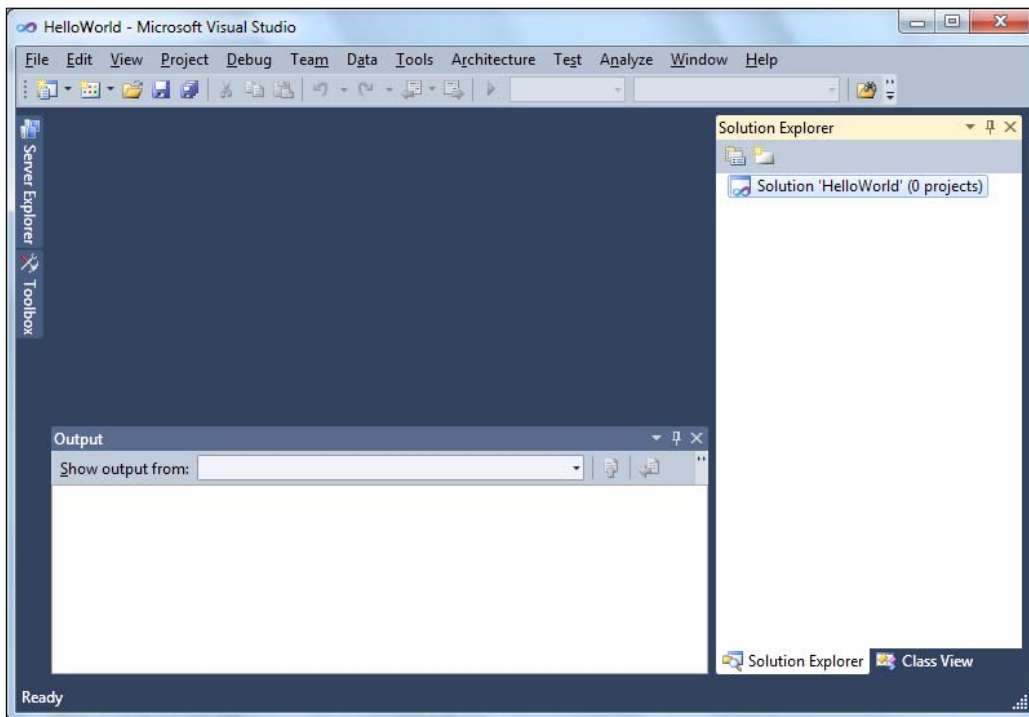 HelloWorld - Microsoft Visual Studio
File Edit View Project Debug Team Data Tools Architecture Test Analyze Window Help
Server Explorer
Toolbox
Solution Explorer
Solution 'HelloWorld' (0 projects)
Output
Show output from:
Solution Explorer Class View
Ready